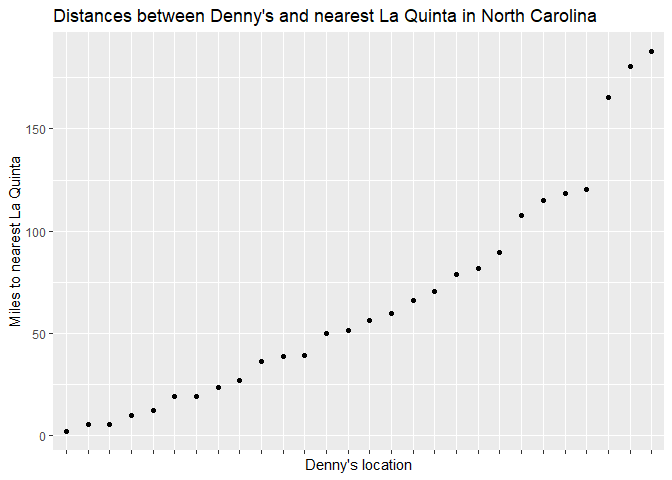 Distances between Denny's and nearest La Quinta in North Carolina
Miles to nearest La Quinta
150
100
50
0
Denny's location